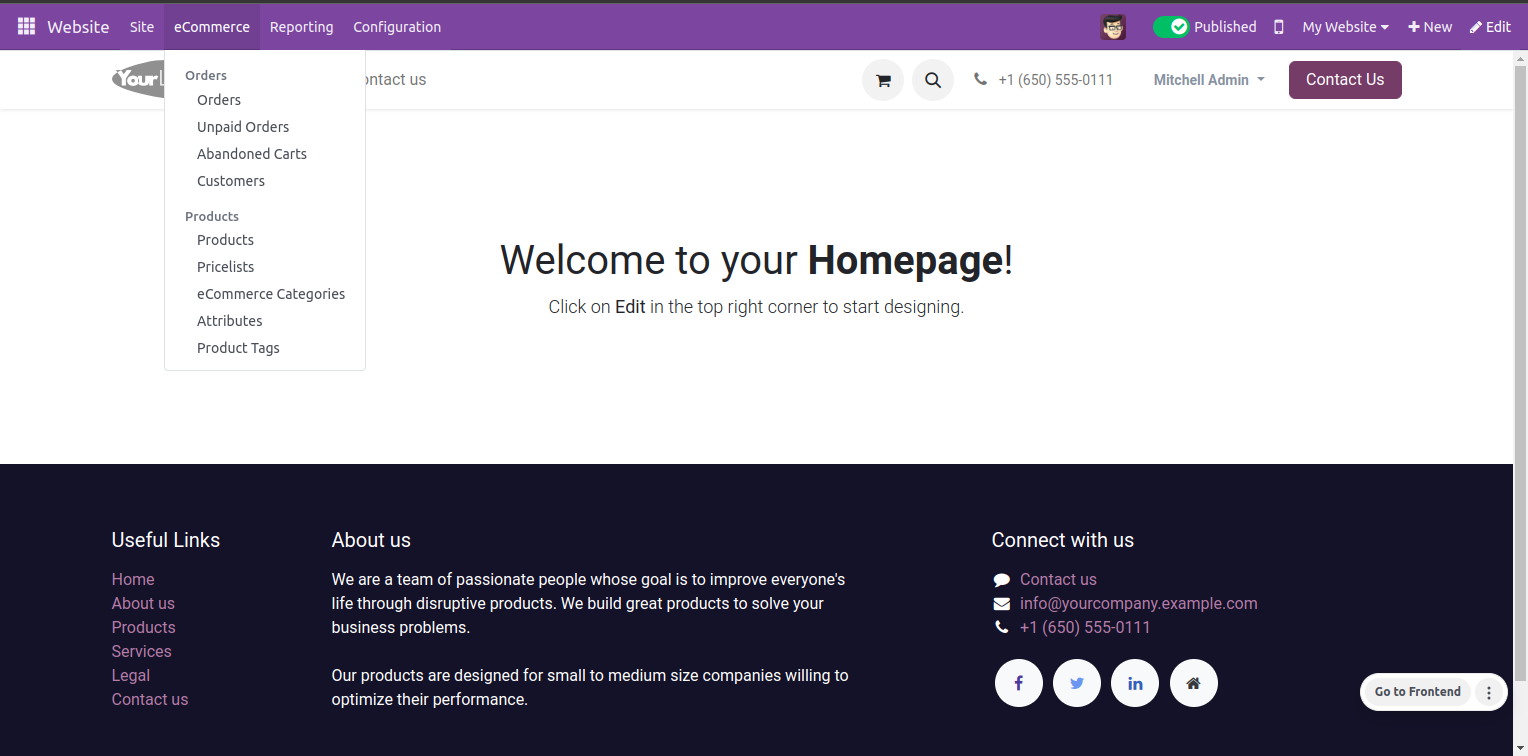 Website Site eCommerce Reporting Configuration Published My Website New Edit
Your
ontact us +1 (650) 555-0111 Mitchell Admin Contact Us
Orders
Orders
Unpaid Orders
Abandoned Carts
Customers
Products
Products
Pricelists
eCommerce Categories
Attributes
Product Tags
Welcome to your Homepage!
Click on Edit in the top right corner to start designing.
Useful Links
Home
About us
Products
Services
Legal
Contact us
About us
We are a team of passionate people whose goal is to improve everyone's
life through disruptive products. We build great products to solve your
business problems.
Our products are designed for small to medium size companies willing to
optimize their performance.
Connect with us
Contact us
info@yourcompany.example.com
+1 (650) 555-0111
Go to Frontend